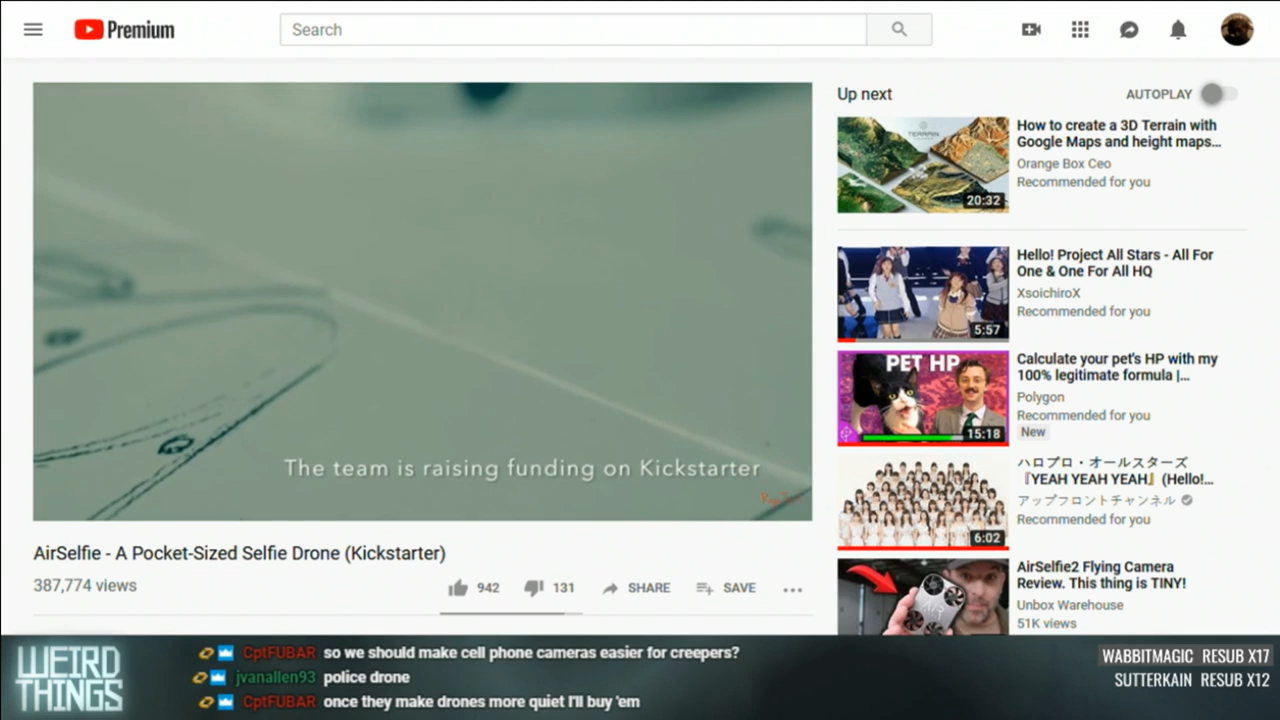 Premium
Search
The team is raising funding on Kickstarter
AirSelfie - A Pocket-Sized Selfie Drone (Kickstarter)
387,774 views
942
131
SHARE
SAVE
Up next
AUTOPLAY
TERRAIN
20:32
How to create a 3D Terrain with
Google Maps and height maps...
Orange Box Ceo
Recommended for you
5:57
Hello! Project All Stars - All For
One & One For All HQ
XsoichiroX
Recommended for you
PET HP
15:18
Calculate your pet's HP with my
100% legitimate formula |...
Polygon
Recommended for you
New
6:02
ハロプロ・オールスターズ
『YEAH YEAH YEAH』(Hello!...
アップフロントチャンネル
Recommended for you
AIR
AirSelfie2 Flying Camera
Review. This thing is TINY!
Unbox Warehouse
51K views
WEIRD
THINGS
CptFUBAR so we should make cell phone cameras easier for creepers?
jvanallen93 police drone
CptFUBAR once they make drones more quiet I'll buy 'em
WABBITMAGIC RESUB X17
SUTTERKAIN RESUB X12